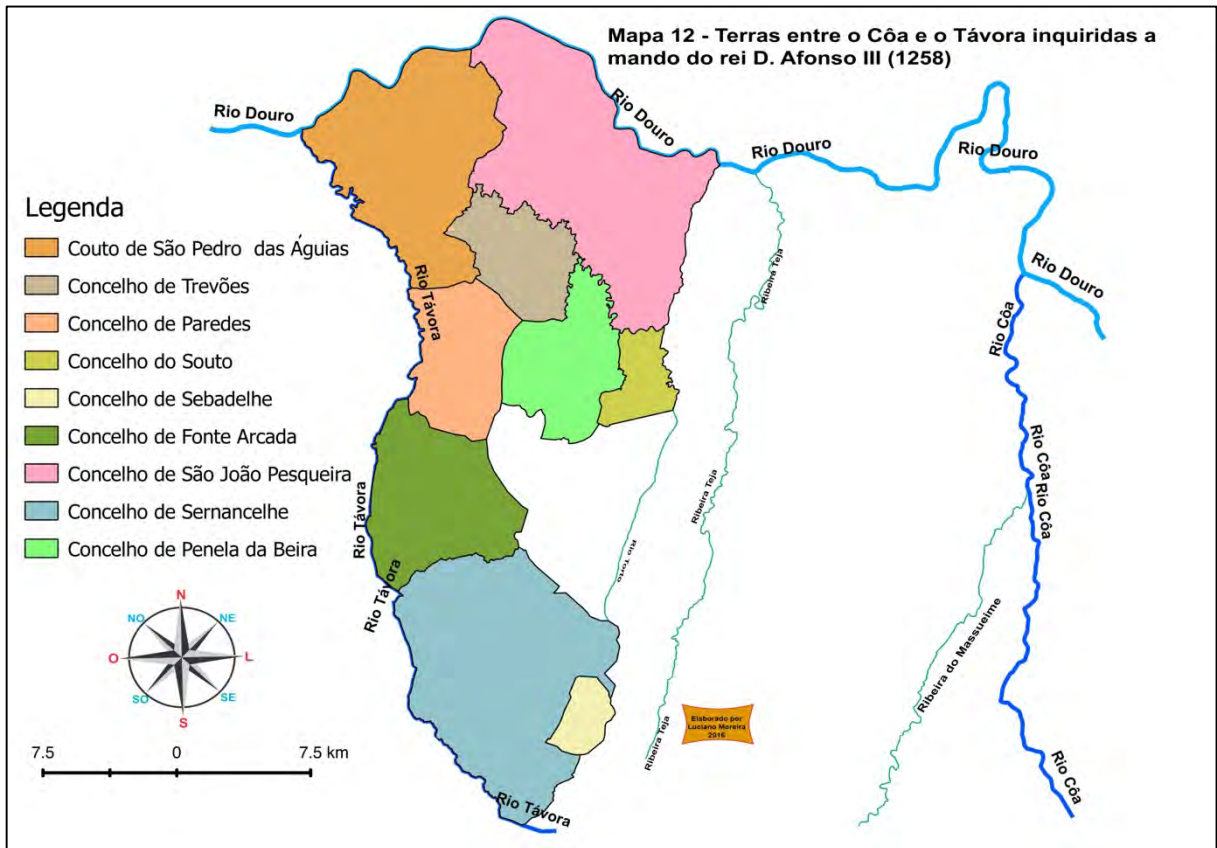 Mapa 12 - Terras entre o Côa e o Távora inquiridas a
mando do rei D. Afonso III (1258)
Rio Douro
Rio Douro
Rio Douro
Rio Douro
Rio Douro
Legenda
Couto de São Pedro das Águias
Concelho de Trevões
Concelho de Paredes
Concelho do Souto
Concelho de Sebadelhe
Concelho de Fonte Arcada
Concelho de São João Pesqueira
Concelho de Sernancelhe
Concelho de Penela da Beira
Rio Távora
Rio Távora
Rio Távora
Rio Távora
Ribeira Teja
Ribeira Teja
Ribeira Teja
Rio Torto
Rio Côa
Rio Côa
Rio Côa
Rio Côa
Ribeira do Massueime
N
NO
NE
O
L
SO
SE
S
7.5 0 7.5 km
Elaborado por
Luciano Moreira
2016